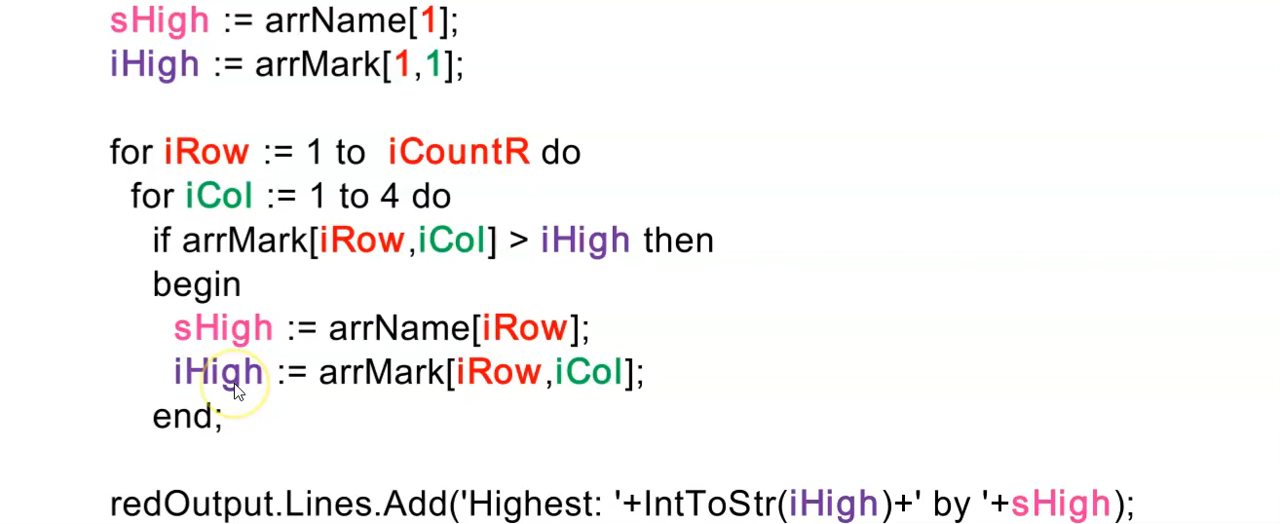 sHigh := arrName[1];
iHigh := arrMark[1,1];
for iRow := 1 to iCountR do
for iCol := 1 to 4 do
if arrMark[iRow,iCol] > iHigh then
begin
sHigh := arrName[iRow];
iHigh := arrMark[iRow,iCol];
end;
redOutput.Lines.Add('Highest: '+IntToStr(iHigh)+' by '+sHigh);